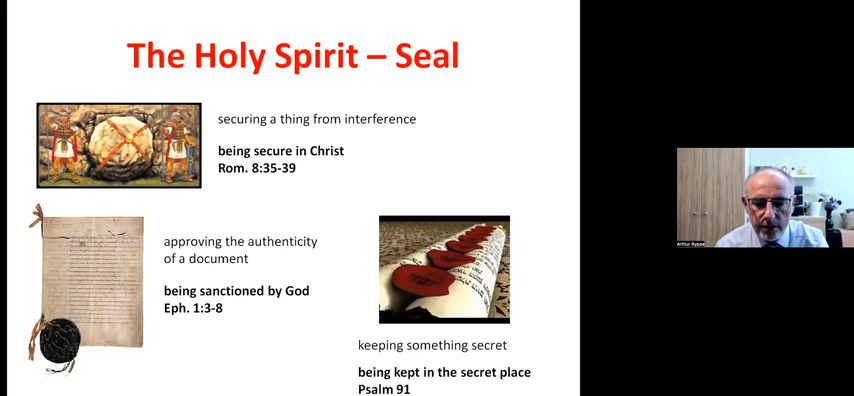 The Holy Spirit – Seal
securing a thing from interference
being secure in Christ
Rom. 8:35-39
approving the authenticity
of a document
being sanctioned by God
Eph. 1:3-8
keeping something secret
being kept in the secret place
Psalm 91
Arthur Ryppa